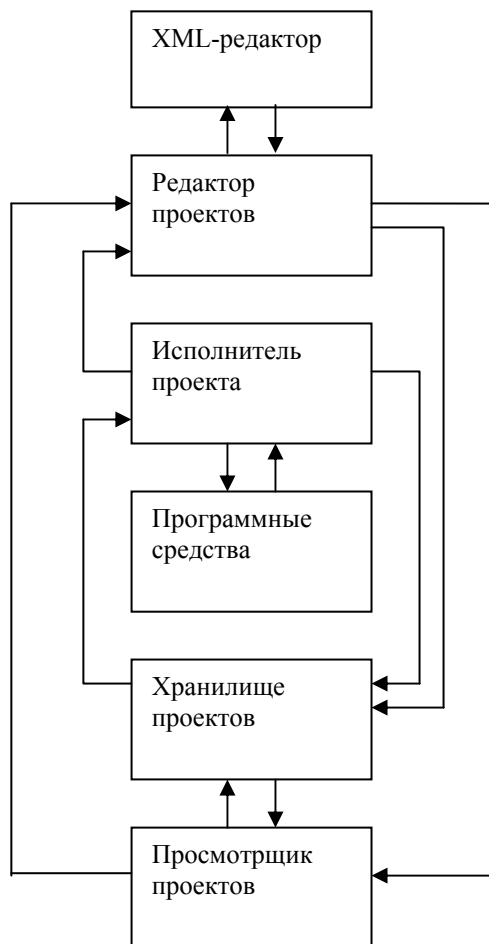 XML-редактор
Редактор
проектов
Исполнитель
проекта
Программные
средства
Хранилище
проектов
Просмотрщик
проектов